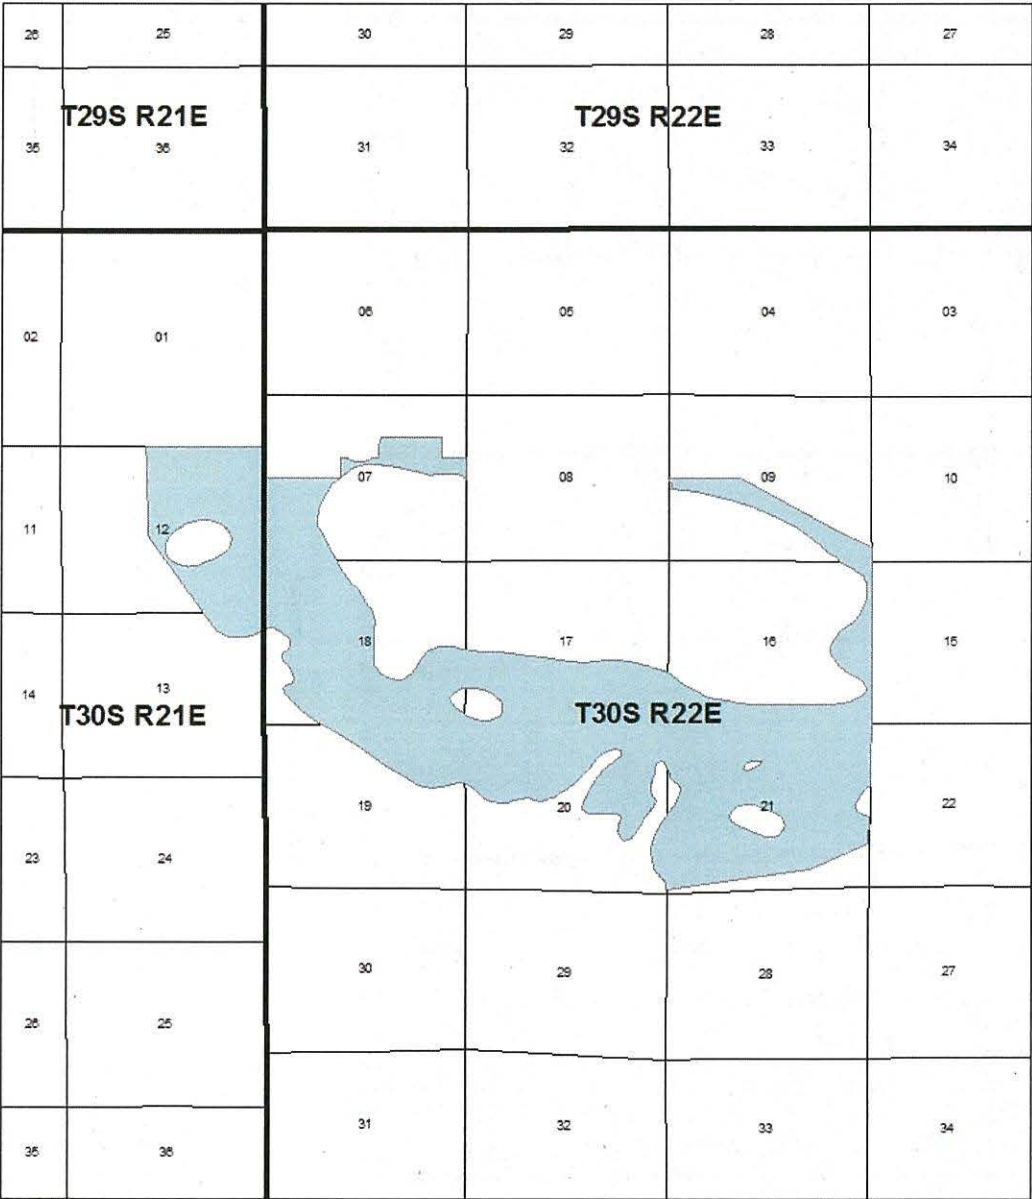 26 25 30 29 28 27
T29S R21E T29S R22E
35 36 31 32 33 34
06 05 04 03
02 01
07 08 09 10
11 12
18 17 16 15
14 13
T30S R21E T30S R22E
19 20 21 22
23 24
30 29 28 27
26 25
31 32 33 34
35 36